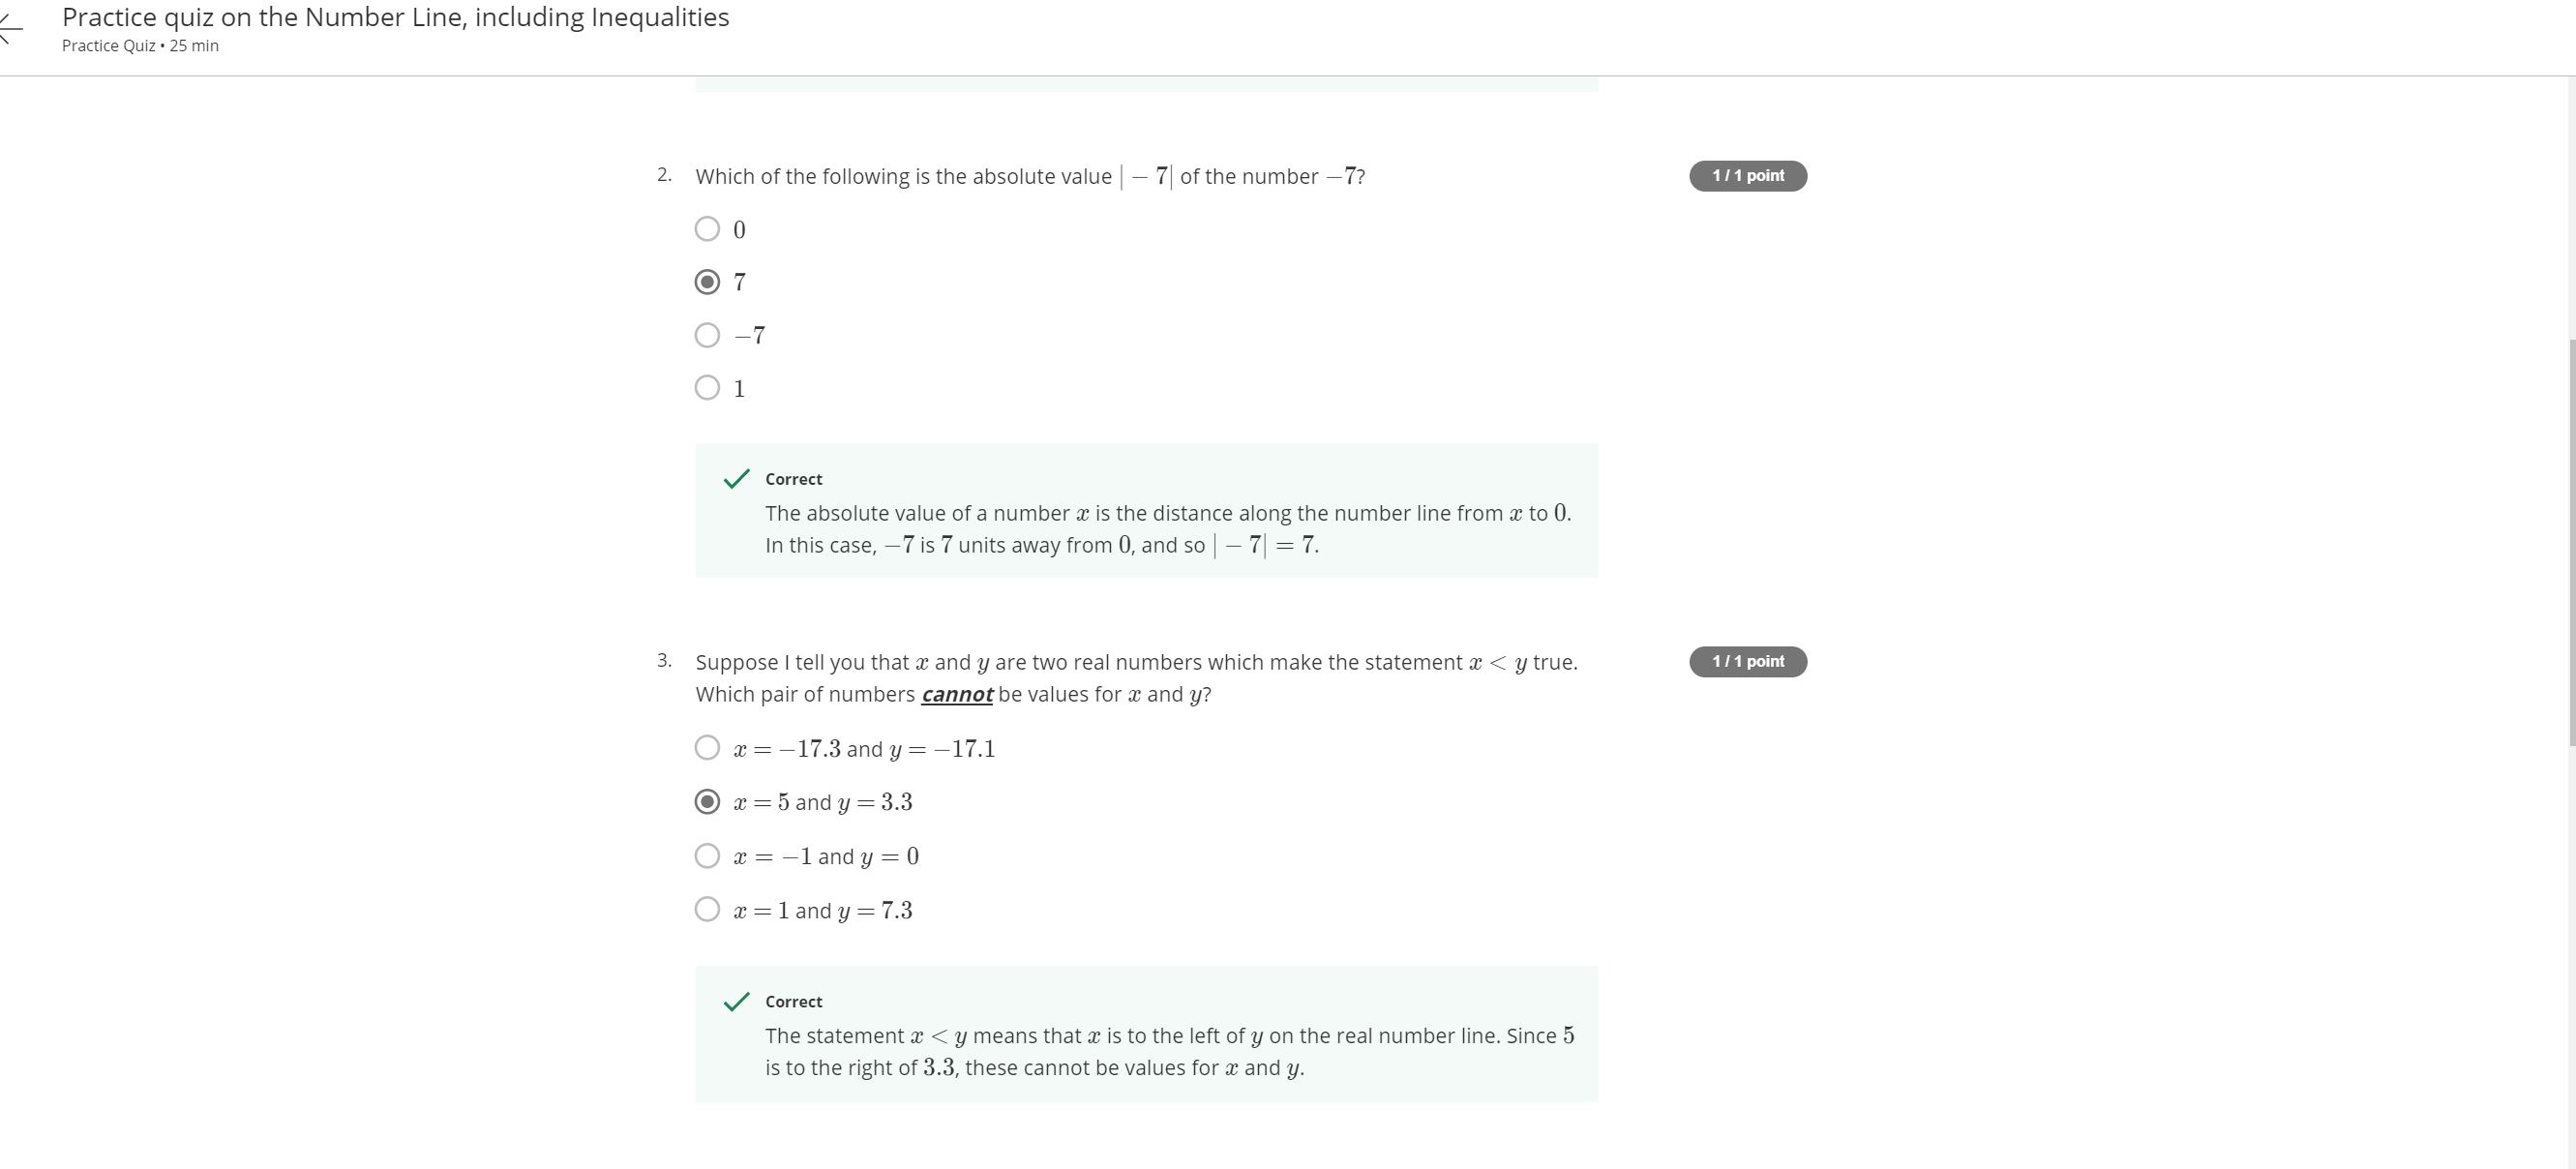 Practice quiz on the Number Line, including Inequalities
Practice Quiz • 25 min
2. Which of the following is the absolute value | − 7| of the number −7?
1 / 1 point
0
7
−7
1
Correct
The absolute value of a number x is the distance along the number line from x to 0.
In this case, −7 is 7 units away from 0, and so | − 7| = 7.
3. Suppose I tell you that x and y are two real numbers which make the statement x < y true.
1 / 1 point
Which pair of numbers cannot be values for x and y?
x = −17.3 and y = −17.1
x = 5 and y = 3.3
x = −1 and y = 0
x = 1 and y = 7.3
Correct
The statement x < y means that x is to the left of y on the real number line. Since 5
is to the right of 3.3, these cannot be values for x and y.